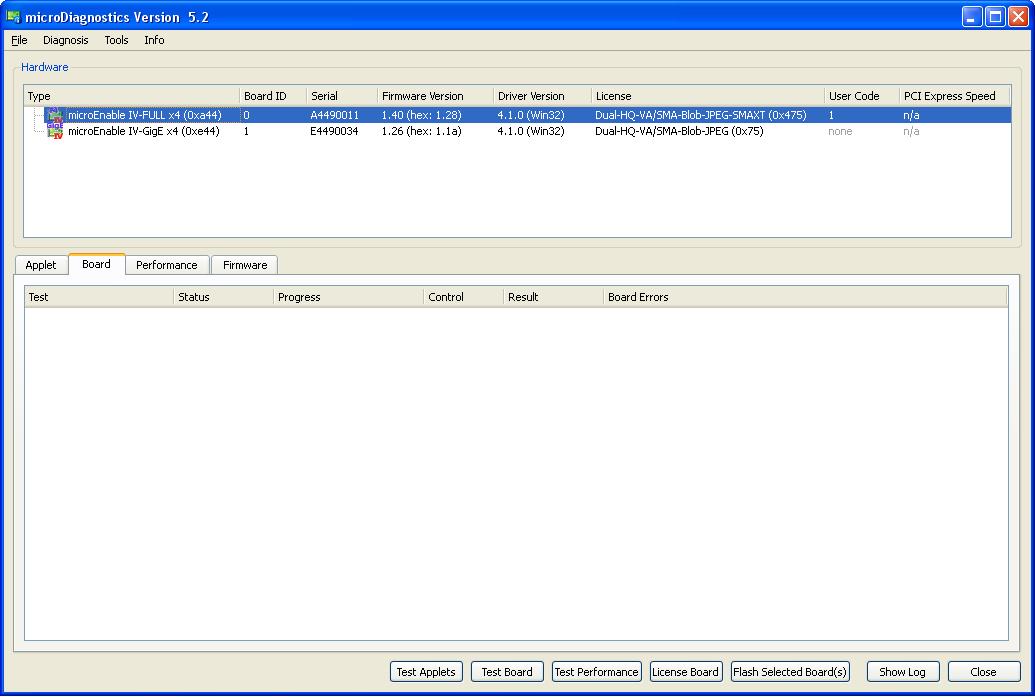 microDiagnostics Version 5.2
File Diagnosis Tools Info
Hardware
Type Board ID Serial Firmware Version Driver Version License User Code PCI Express Speed
microEnable IV-FULL x4 (0xa44) 0 A4490011 1.40 (hex: 1.28) 4.1.0 (Win32) Dual-HQ-VA/SMA-Blob-JPEG-SMAXT (0x475) 1 n/a
microEnable IV-GigE x4 (0xe44) 1 E4490034 1.26 (hex: 1.1a) 4.1.0 (Win32) Dual-HQ-VA/SMA-Blob-JPEG (0x75) none n/a
Applet Board Performance Firmware
Test Status Progress Control Result Board Errors
Test Applets Test Board Test Performance License Board Flash Selected Board(s) Show Log Close